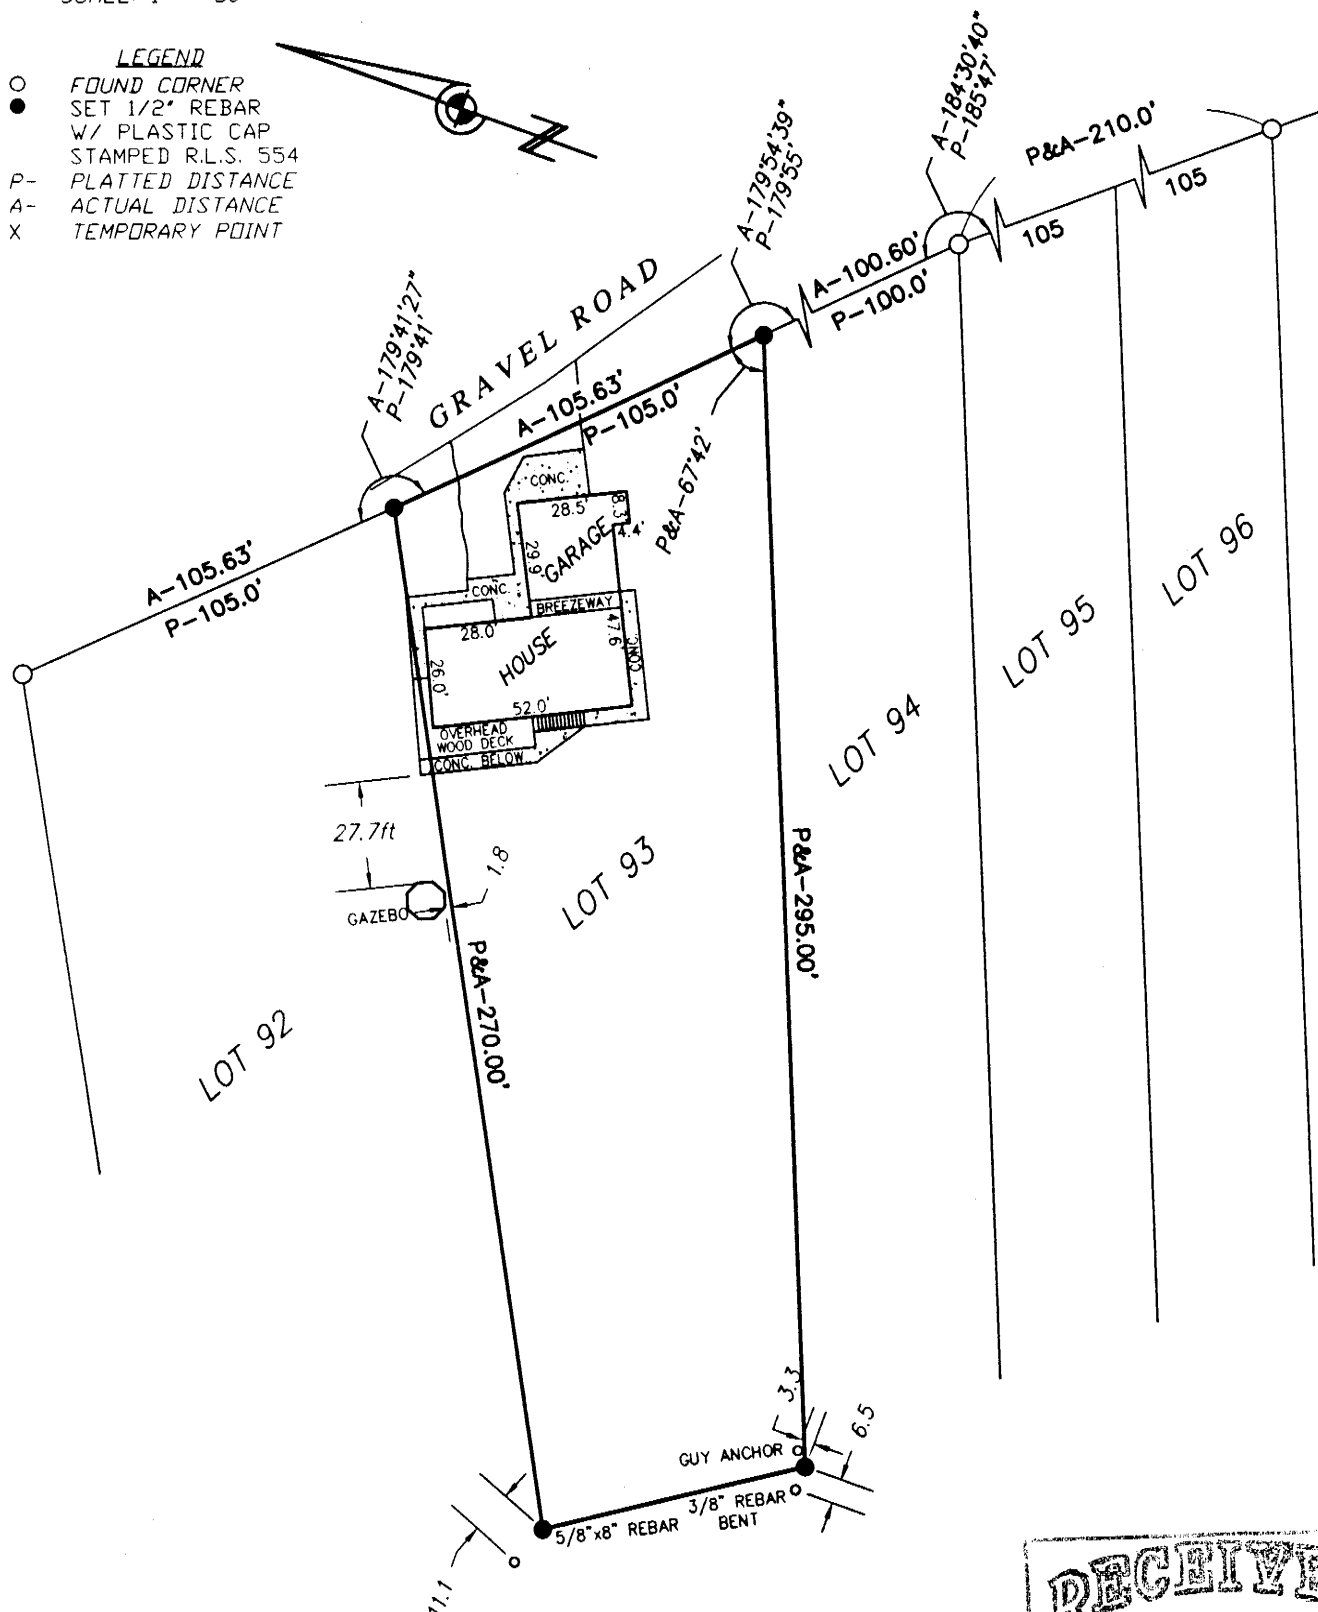 LEGEND
FOUND CORNER
SET 1/2" REBAR
W/ PLASTIC CAP
STAMPED R.L.S. 554
P- PLATTED DISTANCE
A- ACTUAL DISTANCE
X TEMPORARY POINT
A-184°30'40"
P-185°47'
P&A-210.0'
105
105
A-179°54'39"
P-179°55'
A-100.60'
P-100.0'
A-179°41'27"
P-179°41'
GRAVEL ROAD
A-105.63'
P-105.0'
P&A-67°42'
A-105.63'
P-105.0'
CONC.
28.5'
8.3'
4.4'
GARAGE
29.9'
CONC.
BREEZEWAY
28.0'
47.6'
HOUSE
CONC.
26.0'
52.0'
OVERHEAD
WOOD DECK
CONC. BELOW
27.7ft
1.8
GAZEBO
LOT 92
LOT 93
LOT 94
LOT 95
LOT 96
P&A-270.00'
P&A-295.00'
3.3
6.5
GUY ANCHOR
3/8" REBAR
BENT
5/8"x8" REBAR
11.1
RECEIVE